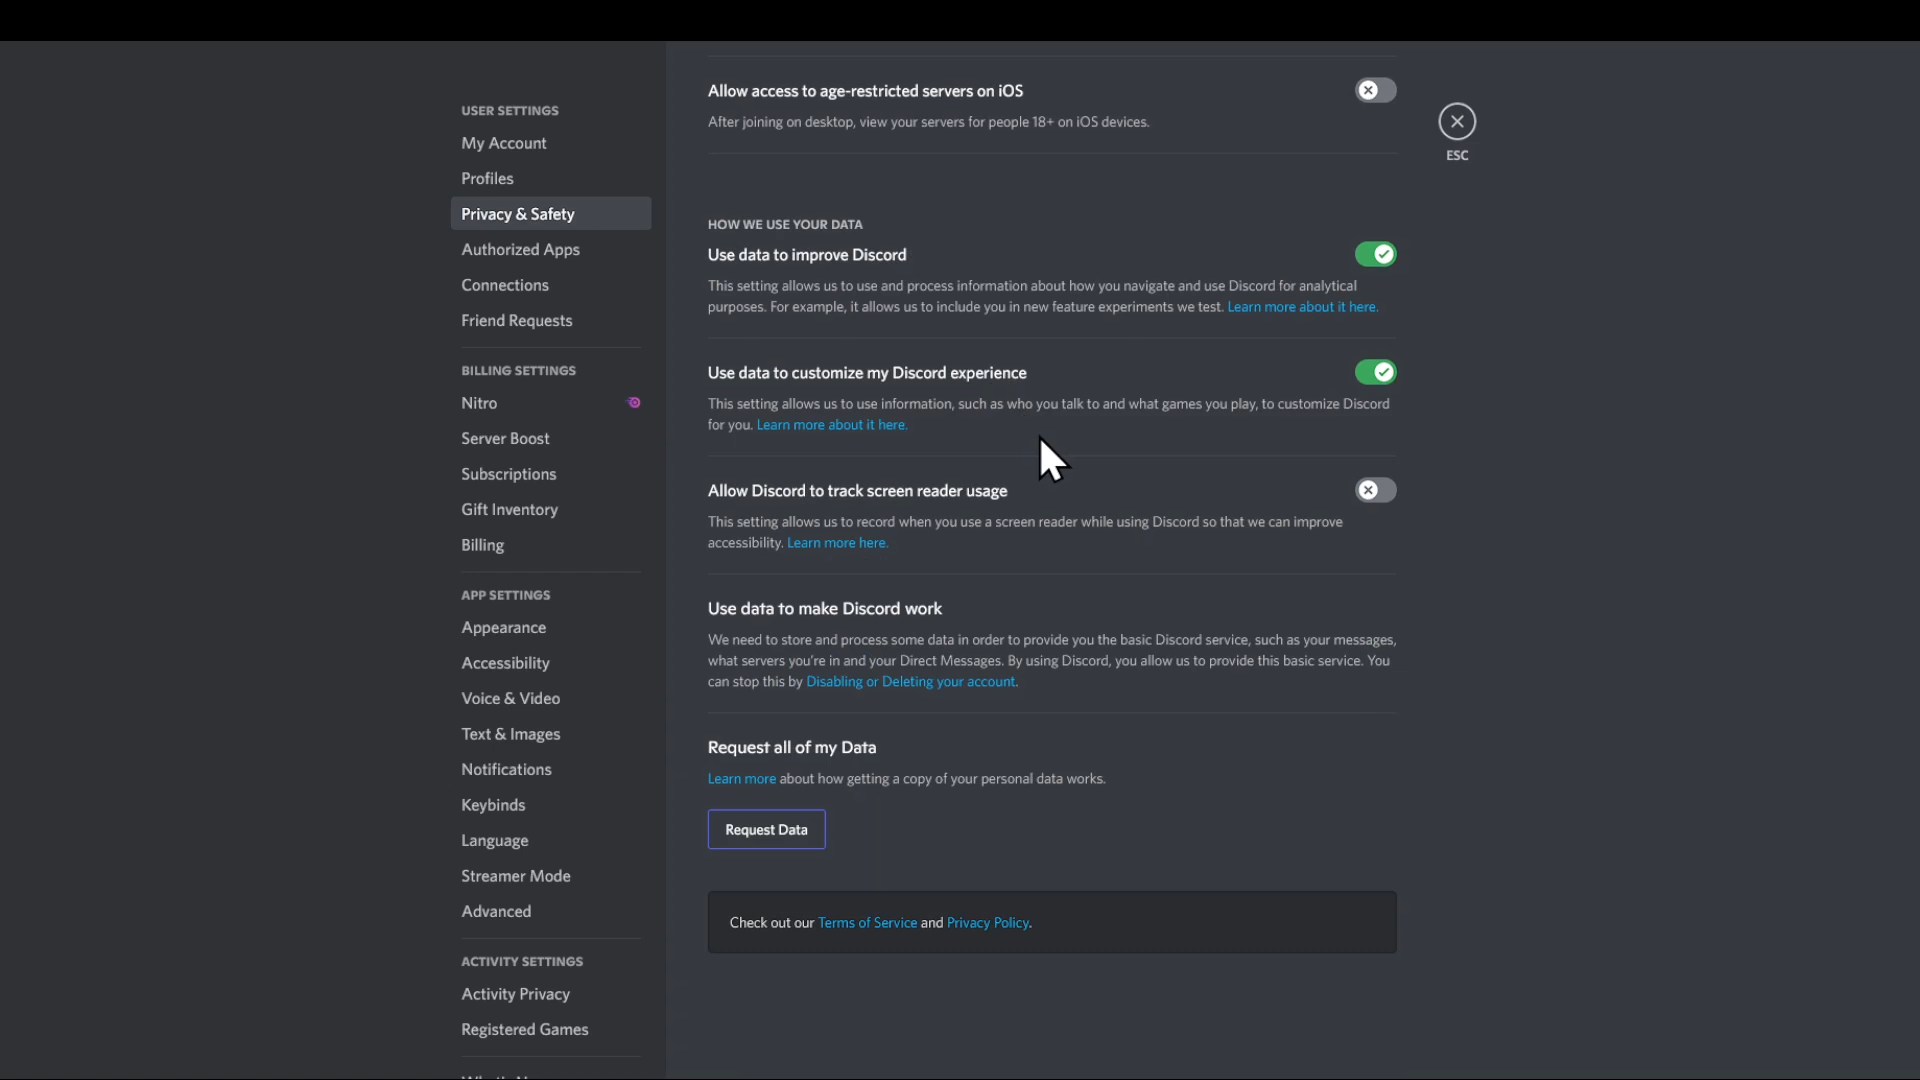 USER SETTINGS
My Account
Profiles
Privacy & Safety
Authorized Apps
Connections
Friend Requests
BILLING SETTINGS
Nitro
Server Boost
Subscriptions
Gift Inventory
Billing
APP SETTINGS
Appearance
Accessibility
Voice & Video
Text & Images
Notifications
Keybinds
Language
Streamer Mode
Advanced
ACTIVITY SETTINGS
Activity Privacy
Registered Games
Allow access to age-restricted servers on iOS
After joining on desktop, view your servers for people 18+ on iOS devices.
HOW WE USE YOUR DATA
Use data to improve Discord
This setting allows us to use and process information about how you navigate and use Discord for analytical
purposes. For example, it allows us to include you in new feature experiments we test. Learn more about it here.
Use data to customize my Discord experience
This setting allows us to use information, such as who you talk to and what games you play, to customize Discord
for you. Learn more about it here.
Allow Discord to track screen reader usage
This setting allows us to record when you use a screen reader while using Discord so that we can improve
accessibility. Learn more here.
Use data to make Discord work
We need to store and process some data in order to provide you the basic Discord service, such as your messages,
what servers you're in and your Direct Messages. By using Discord, you allow us to provide this basic service. You
can stop this by Disabling or Deleting your account.
Request all of my Data
Learn more about how getting a copy of your personal data works.
Request Data
Check out our Terms of Service and Privacy Policy.
ESC